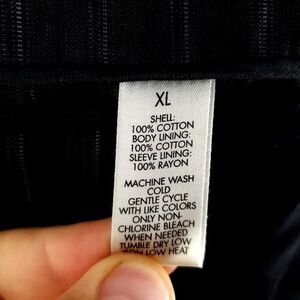 XL
SHELL:
100% COTTON
BODY LINING:
100% COTTON
SLEEVE LINING:
100% RAYON
MACHINE WASH
COLD
GENTLE CYCLE
WITH LIKE COLORS
ONLY NON-
CHLORINE BLEACH
WHEN NEEDED
TUMBLE DRY LOW
IRON LOW HEAT